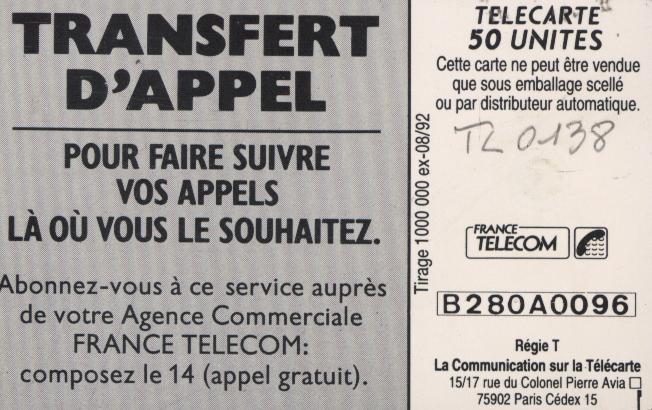 TRANSFERT
D'APPEL
POUR FAIRE SUIVRE
VOS APPELS
LÀ OÙ VOUS LE SOUHAITEZ.
Abonnez-vous à ce service auprès
de votre Agence Commerciale
FRANCE TELECOM:
composez le 14 (appel gratuit).
Tirage 1000 000 ex-08/92
TELECARTE
50 UNITES
Cette carte ne peut être vendue
que sous emballage scellé
ou par distributeur automatique.
TL 0138
FRANCE
TELECOM
B280A0096
Régie T
La Communication sur la Télécarte
15/17 rue du Colonel Pierre Avia
75902 Paris Cédex 15